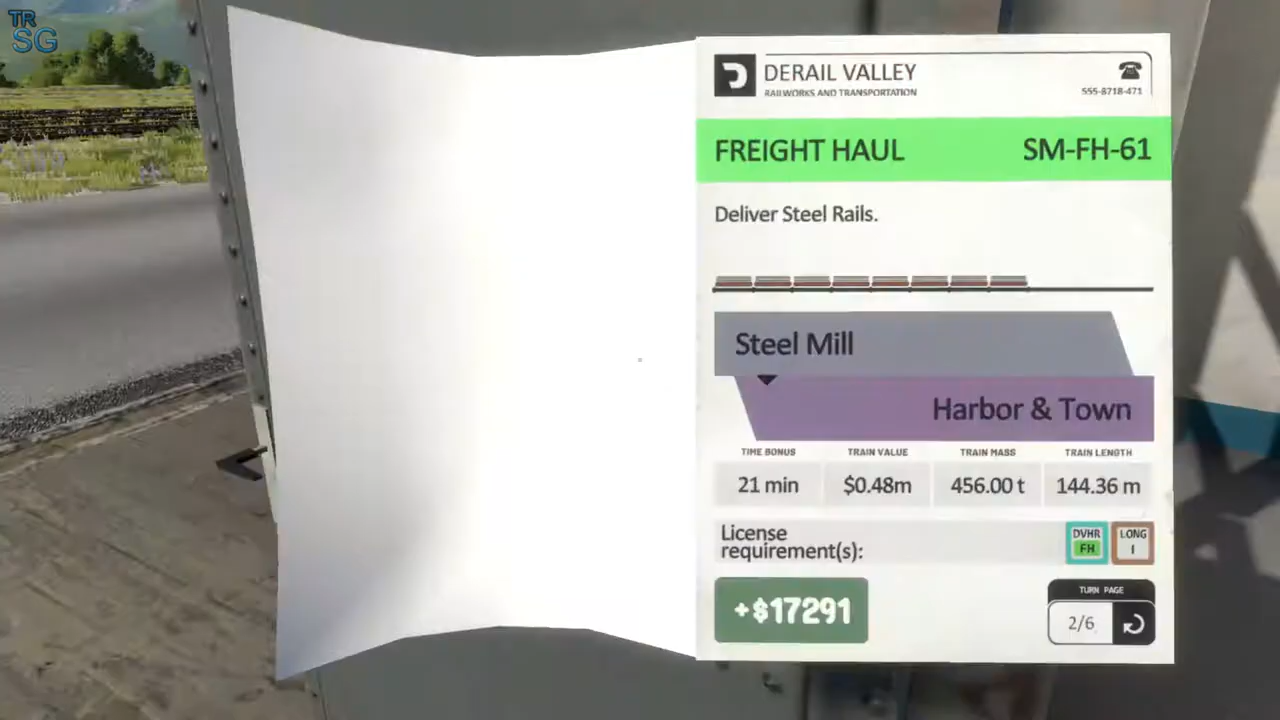 TR
SG
DERAIL VALLEY
RAILWORKS AND TRANSPORTATION
555-8718-471
FREIGHT HAUL SM-FH-61
Deliver Steel Rails.
Steel Mill
Harbor & Town
TIME BONUS TRAIN VALUE TRAIN MASS TRAIN LENGTH
21 min $0.48m 456.00 t 144.36 m
License
requirement(s):
DVHR
FH
LONG
I
+$17291
TURN PAGE
2/6